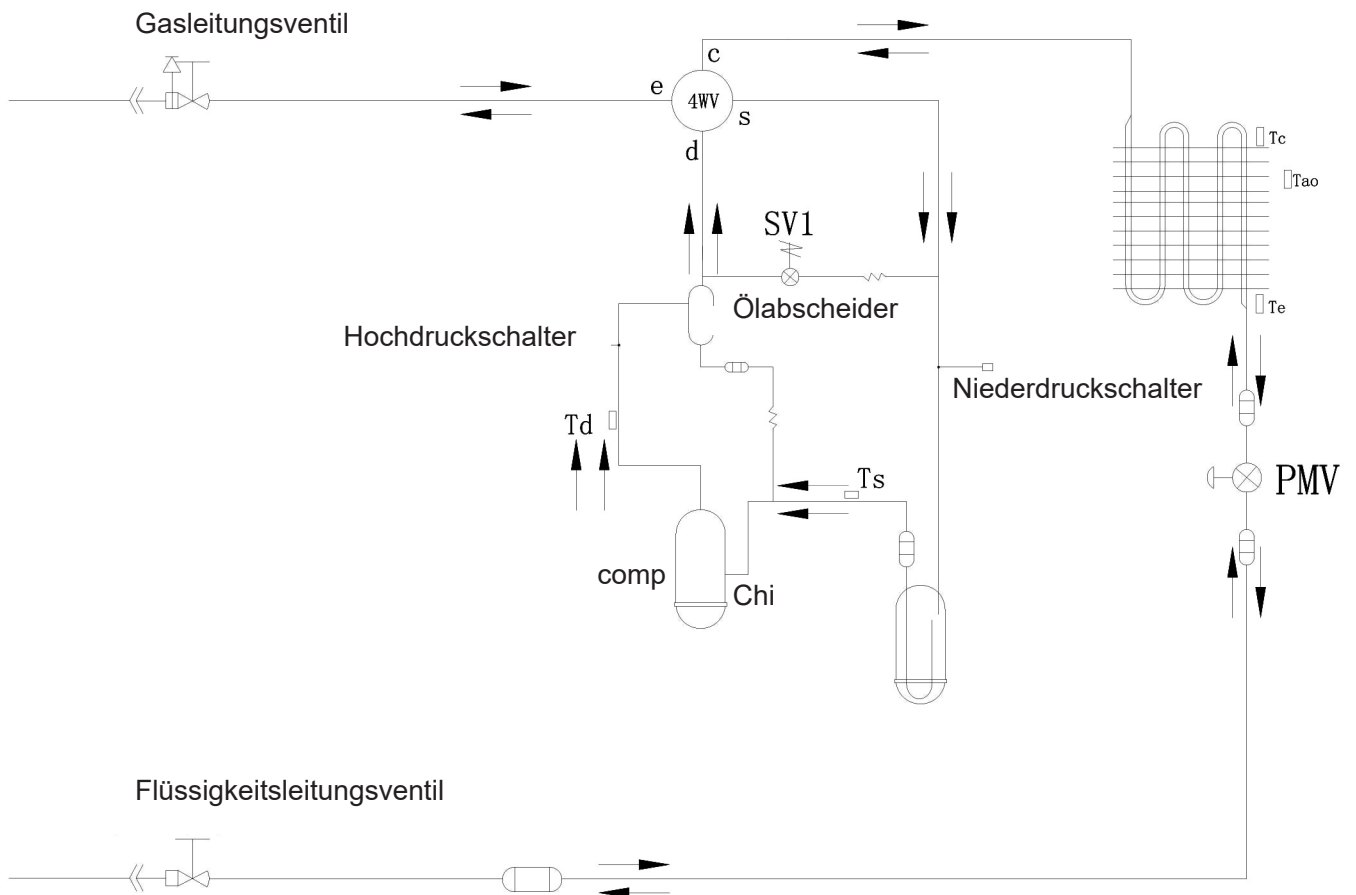 Gasleitungsventil
c
e
4WV
s
d
Tc
Tao
SV1
Ölabscheider
Te
Hochdruckschalter
Niederdruckschalter
Td
Ts
PMV
comp
Chi
Flüssigkeitsleitungsventil